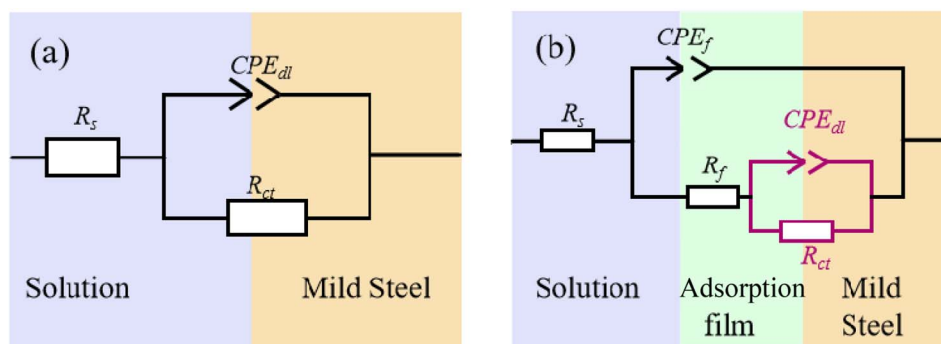 (a)
CPE_dl
R_s
R_ct
Solution
Mild Steel
(b)
CPE_f
R_s
CPE_dl
R_f
R_ct
Solution
Adsorption
film
Mild
Steel